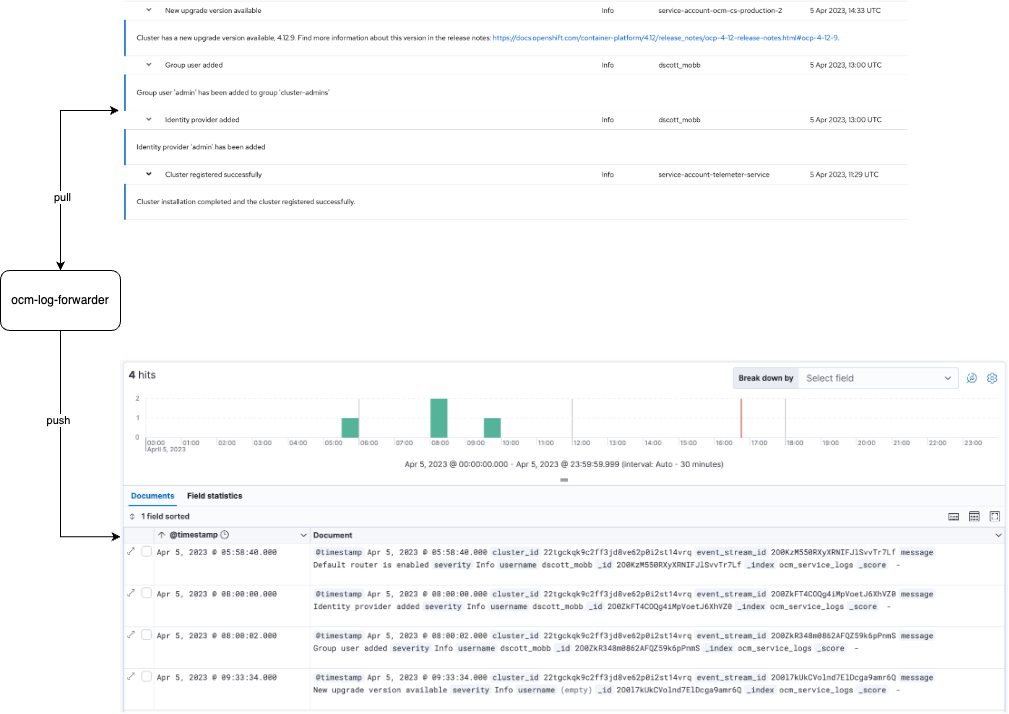 New upgrade version available Info service-account-ocm-cs-production-2 5 Apr 2023, 14:33 UTC
Cluster has a new upgrade version available, 4.12.9. Find more information about this version in the release notes: https://docs.openshift.com/container-platform/4.12/release_notes/ocp-4-12-release-notes.html#ocp-4-12-9.
Group user added Info dscott_mobb 5 Apr 2023, 13:00 UTC
Group user 'admin' has been added to group 'cluster-admins'
Identity provider added Info dscott_mobb 5 Apr 2023, 13:00 UTC
Identity provider 'admin' has been added
Cluster registered successfully Info service-account-telemeter-service 5 Apr 2023, 11:29 UTC
Cluster installation completed and the cluster registered successfully.
pull
ocm-log-forwarder
push
4 hits
Break down by Select field
2
1
0
00:00 01:00 02:00 03:00 04:00 05:00 06:00 07:00 08:00 09:00 10:00 11:00 12:00 13:00 14:00 15:00 16:00 17:00 18:00 19:00 20:00 21:00 22:00 23:00
April 5, 2023
Apr 5, 2023 @ 00:00:00.000 - Apr 5, 2023 @ 23:59:59.999 (interval: Auto - 30 minutes)
Documents Field statistics
1 field sorted
@timestamp Document
Apr 5, 2023 @ 05:58:40.000 @timestamp Apr 5, 2023 @ 05:58:40.000 cluster_id 22tgckqk9c2ff3jd8ve62p0i2st14vrq event_stream_id 2O0KzM550RXyXRNIFJlSvvTr7Lf message
Default router is enabled severity Info username dscott_mobb _id 2O0KzM550RXyXRNIFJlSvvTr7Lf _index ocm_service_logs _score -
Apr 5, 2023 @ 08:00:00.000 @timestamp Apr 5, 2023 @ 08:00:00.000 cluster_id 22tgckqk9c2ff3jd8ve62p0i2st14vrq event_stream_id 2O0ZkFT4COQg4iMpVoetJ6XhVZ0 message
Identity provider added severity Info username dscott_mobb _id 2O0ZkFT4COQg4iMpVoetJ6XhVZ0 _index ocm_service_logs _score -
Apr 5, 2023 @ 08:00:02.000 @timestamp Apr 5, 2023 @ 08:00:02.000 cluster_id 22tgckqk9c2ff3jd8ve62p0i2st14vrq event_stream_id 2O0ZkR348m0862AFQZ59k6pPnmS message
Group user added severity Info username dscott_mobb _id 2O0ZkR348m0862AFQZ59k6pPnmS _index ocm_service_logs _score -
Apr 5, 2023 @ 09:33:34.000 @timestamp Apr 5, 2023 @ 09:33:34.000 cluster_id 22tgckqk9c2ff3jd8ve62p0i2st14vrq event_stream_id 2O0l7kUkCVolnd7ElDcga9amr6Q message
New upgrade version available severity Info username (empty) _id 2O0l7kUkCVolnd7ElDcga9amr6Q _index ocm_service_logs _score -